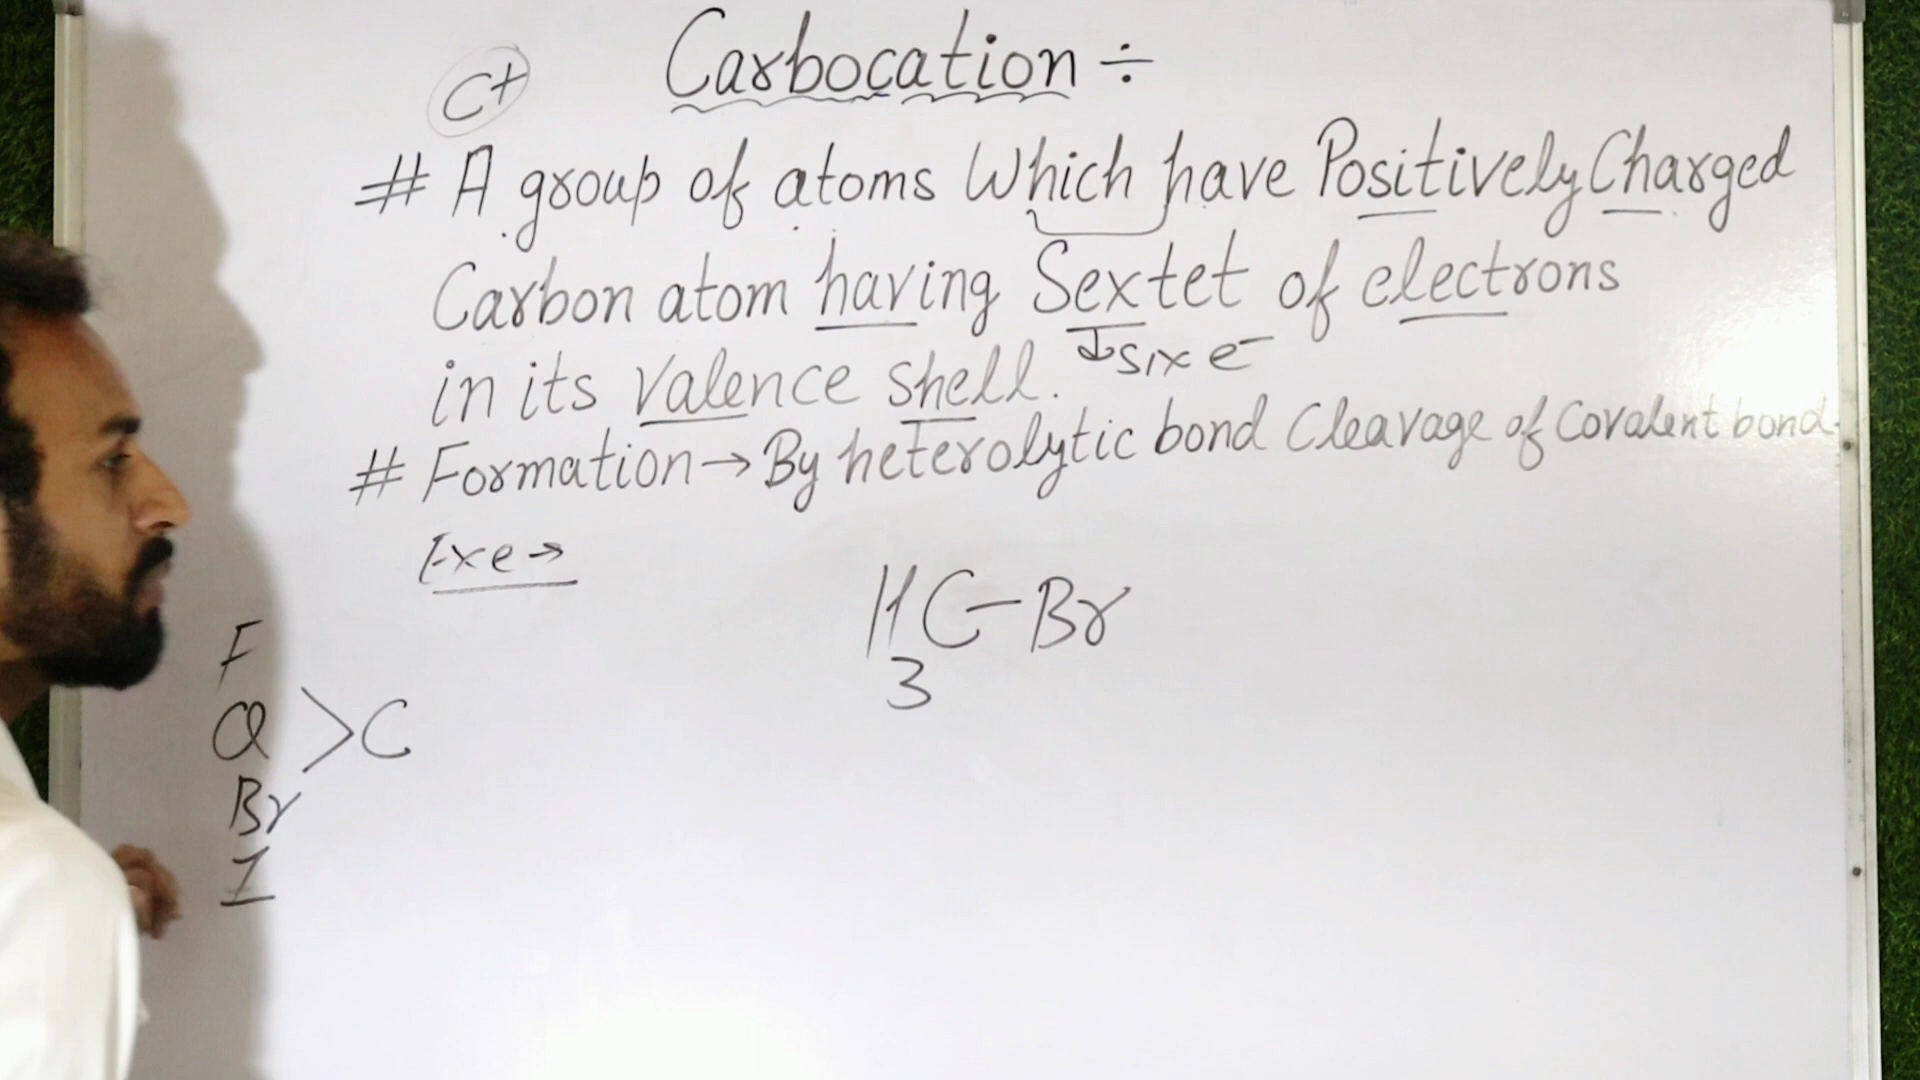 C+
Carbocation ÷
# A group of atoms Which have Positively Charged
Carbon atom having Sextet of electrons
in its Valence Shell. ↓ six e⁻
# Formation → By heterolytic bond Cleavage of Covalent bond.
Exe →
H₃C-Br
F
Cl > C
Br
I